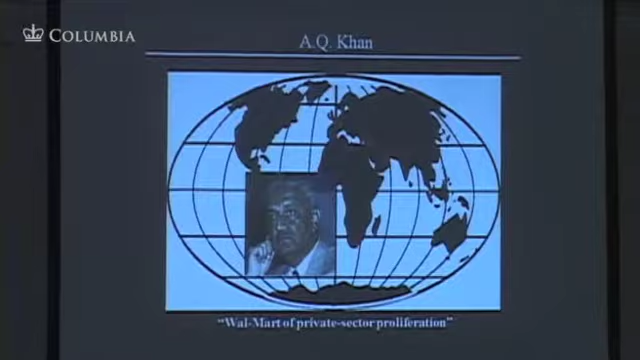 COLUMBIA
A.Q. Khan
“Wal-Mart of private-sector proliferation”